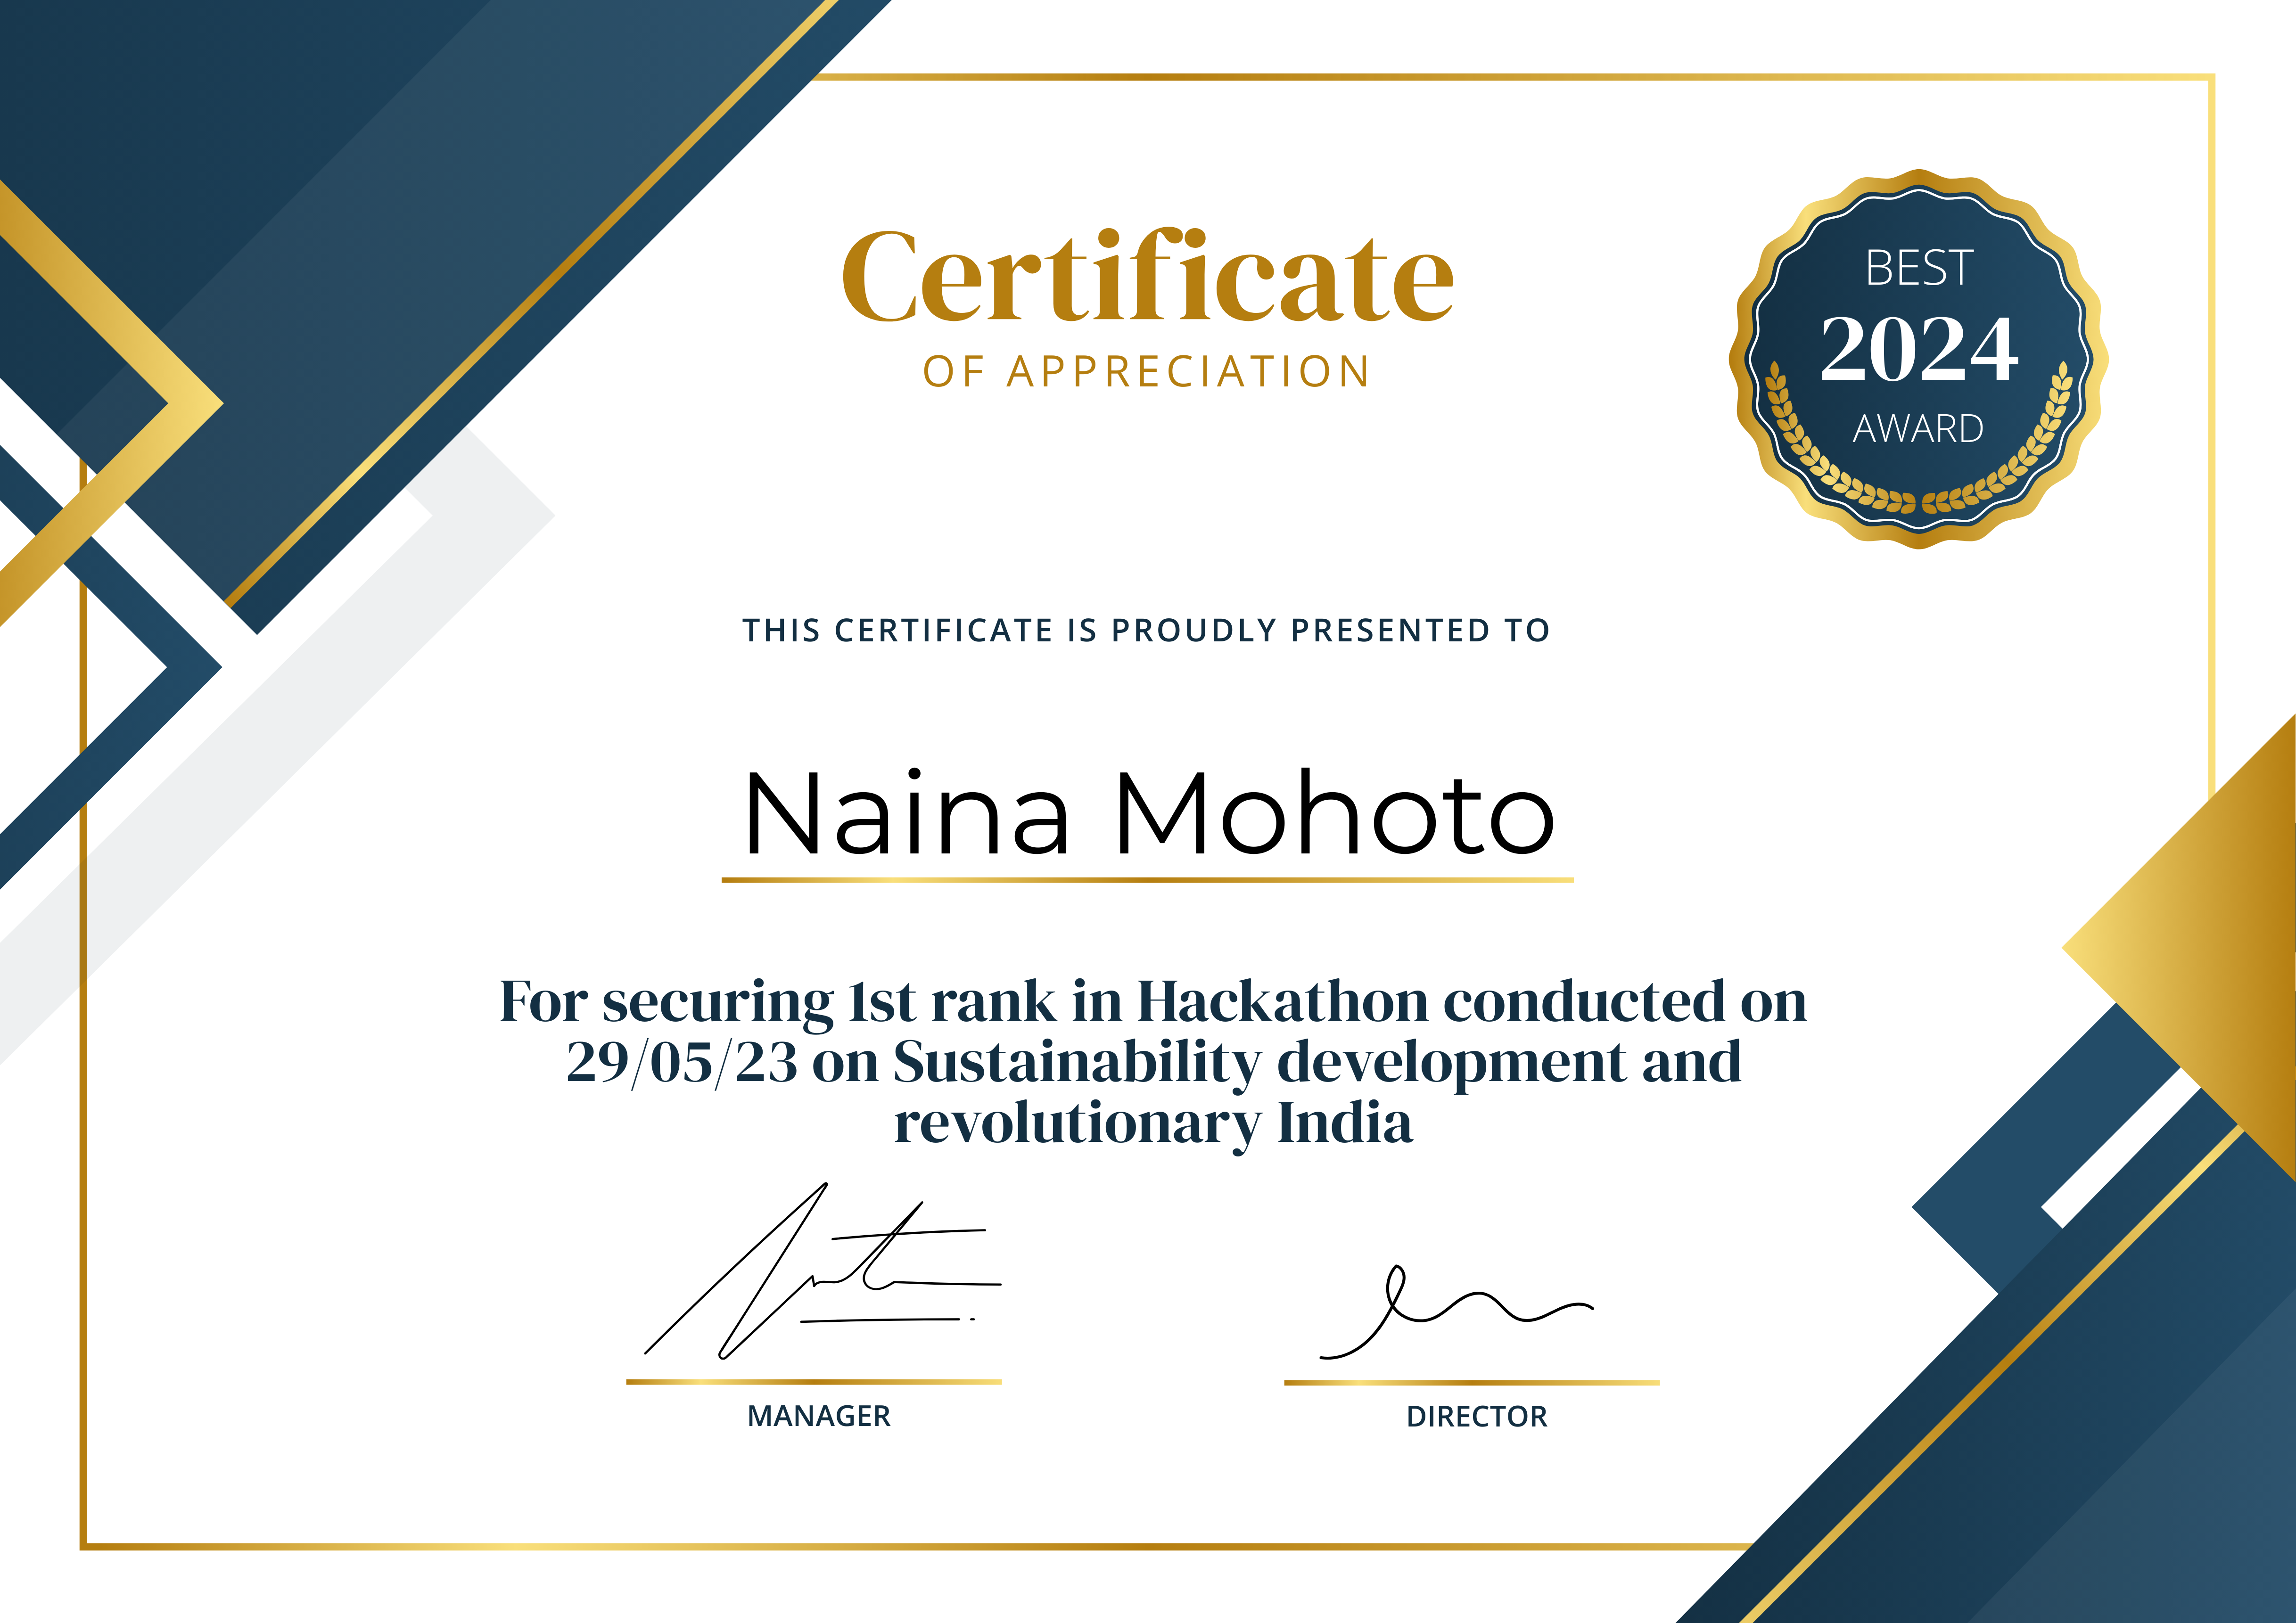 Certificate
OF APPRECIATION
BEST
2024
AWARD
THIS CERTIFICATE IS PROUDLY PRESENTED TO
Naina Mohoto
For securing 1st rank in Hackathon conducted on
29/05/23 on Sustainability development and
revolutionary India
MANAGER
DIRECTOR